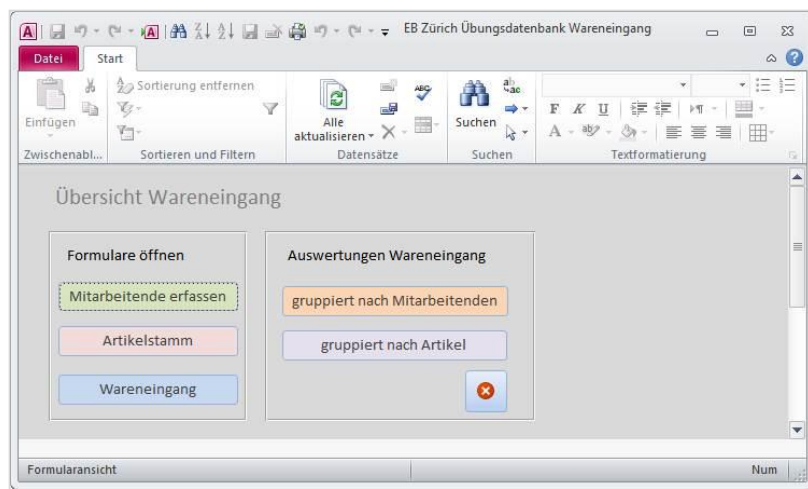 EB Zürich Übungsdatenbank Wareneingang
Datei Start
Einfügen
Zwischenabl...
Sortierung entfernen
Sortieren und Filtern
Alle
aktualisieren
Datensätze
Suchen
Suchen
F K U
A
Textformatierung
Übersicht Wareneingang
Formulare öffnen
Mitarbeitende erfassen
Artikelstamm
Wareneingang
Auswertungen Wareneingang
gruppiert nach Mitarbeitenden
gruppiert nach Artikel
Formularansicht
Num